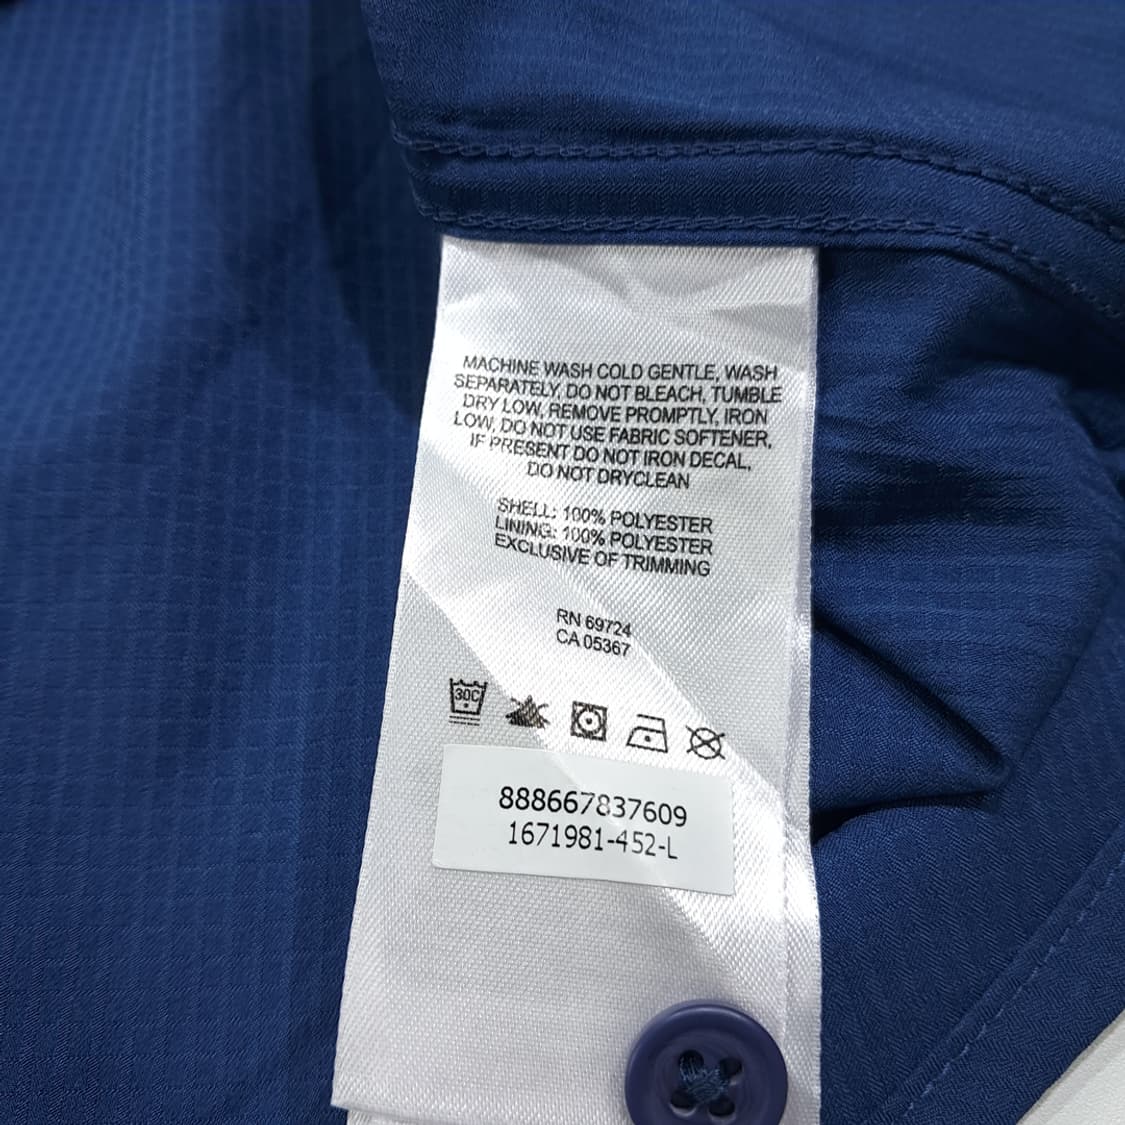 MACHINE WASH COLD GENTLE, WASH
SEPARATELY, DO NOT BLEACH, TUMBLE
DRY LOW, REMOVE PROMPTLY, IRON
LOW, DO NOT USE FABRIC SOFTENER,
IF PRESENT DO NOT IRON DECAL,
DO NOT DRYCLEAN
SHELL: 100% POLYESTER
LINING: 100% POLYESTER
EXCLUSIVE OF TRIMMING
RN 69724
CA 05367
30C
888667837609
1671981-452-L